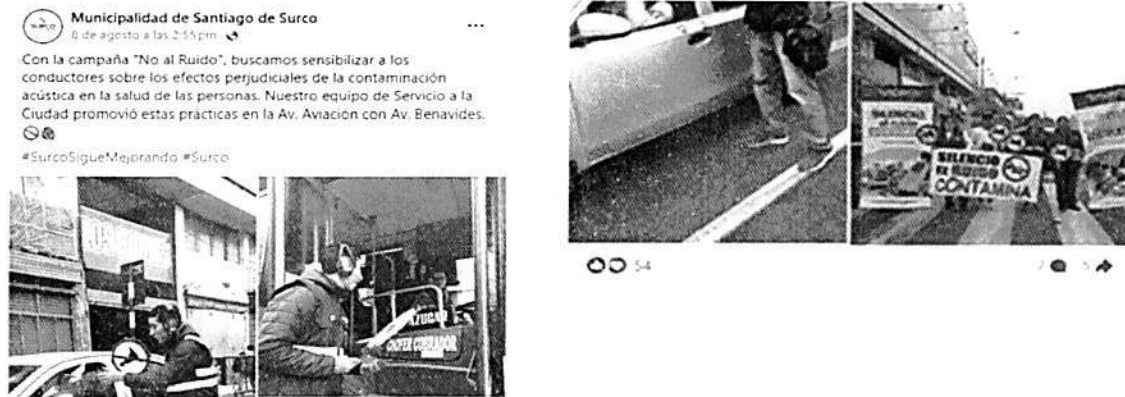 Municipalidad de Santiago de Surco
8 de agosto a las 2:55 pm.
Con la campaña "No al Ruido", buscamos sensibilizar a los
conductores sobre los efectos perjudiciales de la contaminación
acústica en la salud de las personas. Nuestro equipo de Servicio a la
Ciudad promovió estas prácticas en la Av. Aviación con Av. Benavides.
#SurcoSigueMejorando #Surco
CHOFER COBRADOR
SILENCIO
SILENCIO
EL RUIDO
CONTAMINA
54
7
5